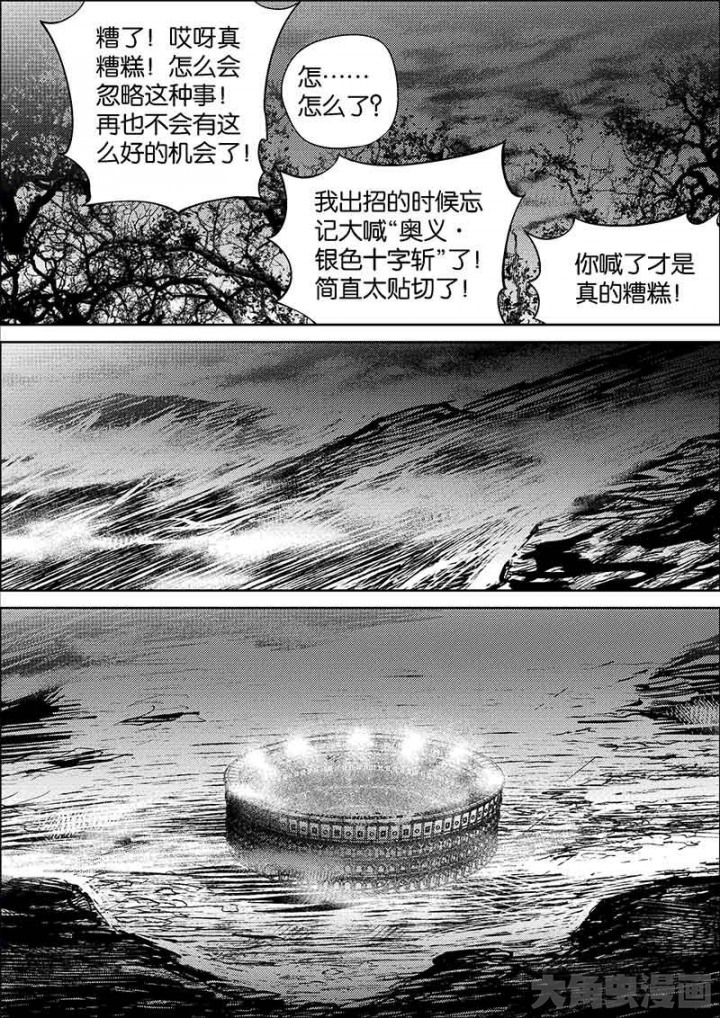 糟了！哎呀真
糟糕！怎么会
忽略这种事！
再也不会有这
么好的机会了！
怎……
怎么了？
我出招的时候忘
记大喊“奥义·
银色十字斩”了！
简直太贴切了！
你喊了才是
真的糟糕！
大角虫漫画